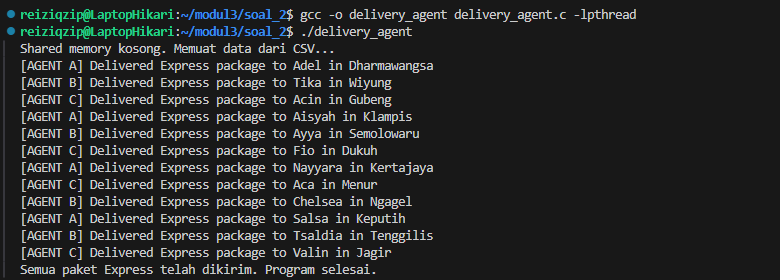 reiziqzip@LaptopHikari:~/modul3/soal_2$ gcc -o delivery_agent delivery_agent.c -lpthread
reiziqzip@LaptopHikari:~/modul3/soal_2$ ./delivery_agent
Shared memory kosong. Memuat data dari CSV...
[AGENT A] Delivered Express package to Adel in Dharmawangsa
[AGENT B] Delivered Express package to Tika in Wiyung
[AGENT C] Delivered Express package to Acin in Gubeng
[AGENT A] Delivered Express package to Aisyah in Klampis
[AGENT B] Delivered Express package to Ayya in Semolowaru
[AGENT C] Delivered Express package to Fio in Dukuh
[AGENT A] Delivered Express package to Nayyara in Kertajaya
[AGENT C] Delivered Express package to Aca in Menur
[AGENT B] Delivered Express package to Chelsea in Ngagel
[AGENT A] Delivered Express package to Salsa in Keputih
[AGENT B] Delivered Express package to Tsaldia in Tenggilis
[AGENT C] Delivered Express package to Valin in Jagir
Semua paket Express telah dikirim. Program selesai.